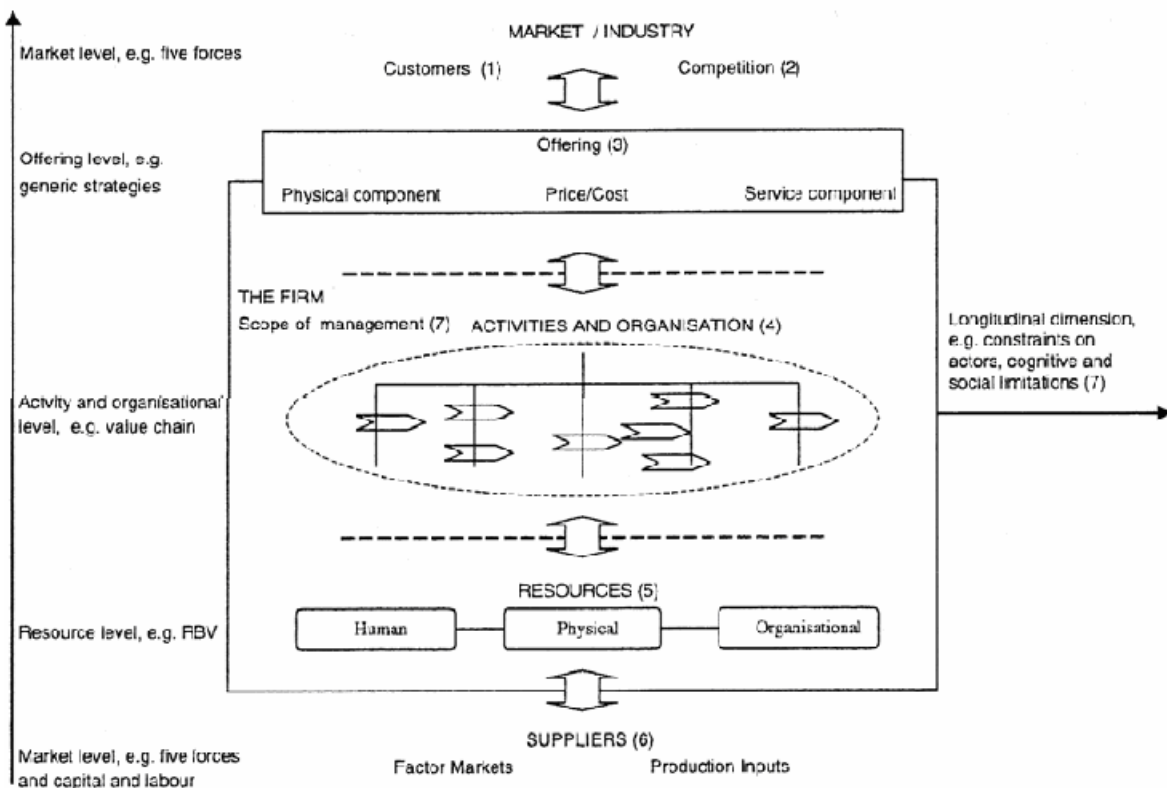 MARKET / INDUSTRY
Market level, e.g. five forces
Customers (1)
Competition (2)
Offering (3)
Offering level, e.g.
generic strategies
Physical component
Price/Cost
Service component
THE FIRM
Scope of management (7)
ACTIVITIES AND ORGANISATION (4)
Longitudinal dimension,
e.g. constraints on
actors, cognitive and
social limitations (7)
Activity and organisational
level, e.g. value chain
RESOURCES (5)
Resource level, e.g. RBV
Human
Physical
Organisational
SUPPLIERS (6)
Market level, e.g. five forces
and capital and labour
Factor Markets
Production Inputs